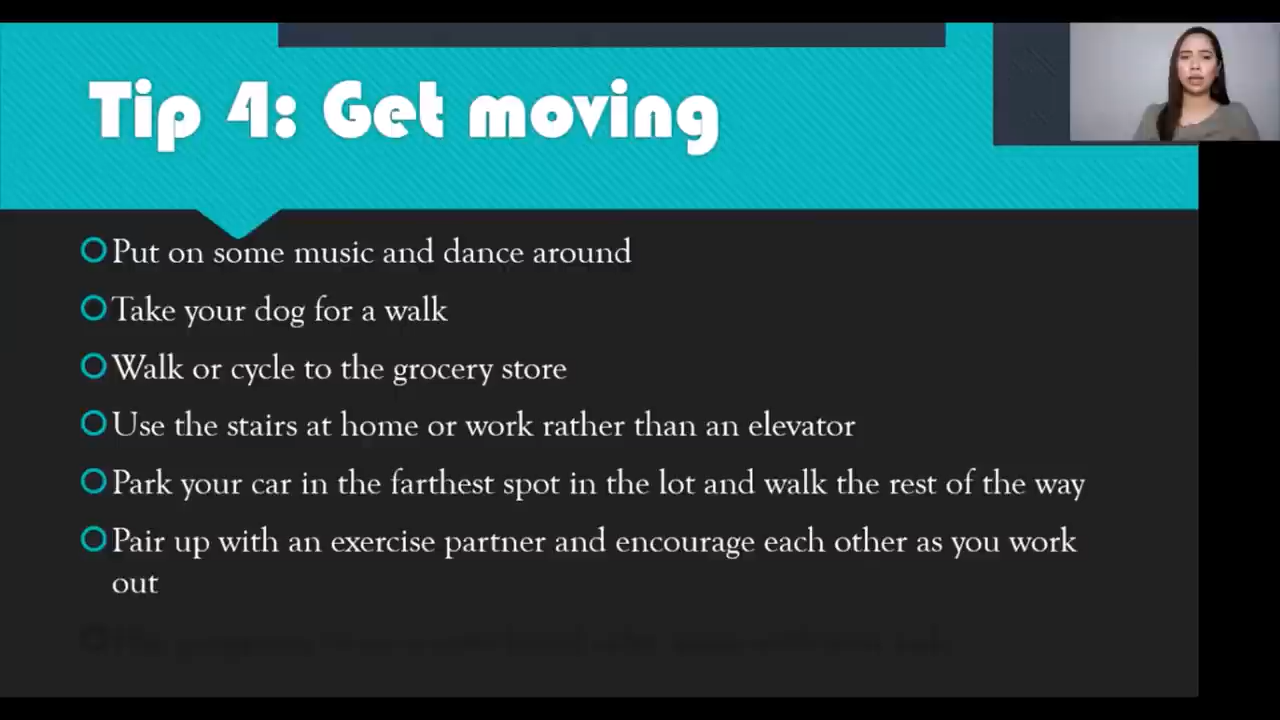 Tip 4: Get moving
Put on some music and dance around
Take your dog for a walk
Walk or cycle to the grocery store
Use the stairs at home or work rather than an elevator
Park your car in the farthest spot in the lot and walk the rest of the way
Pair up with an exercise partner and encourage each other as you work
out